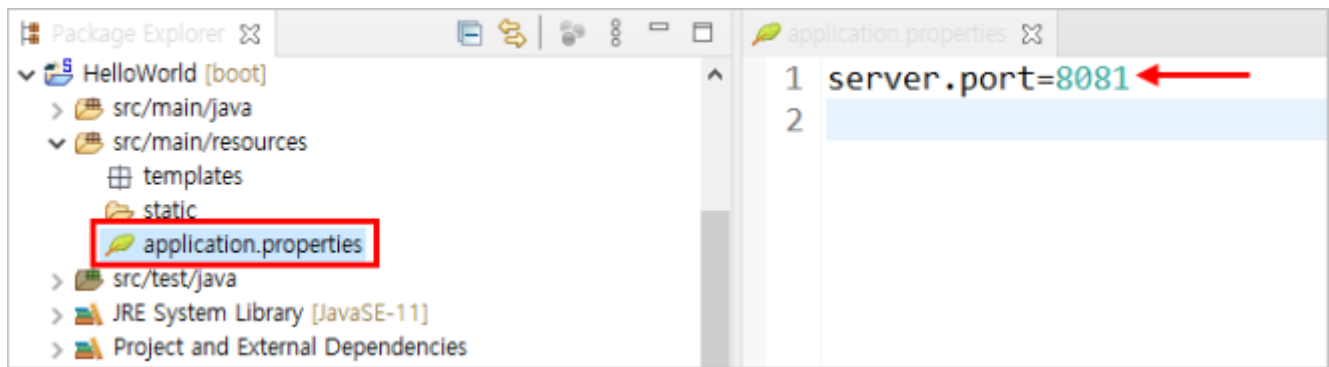 Package Explorer
HelloWorld [boot]
src/main/java
src/main/resources
templates
static
application.properties
src/test/java
JRE System Library [JavaSE-11]
Project and External Dependencies
application.properties
1 server.port=8081
2